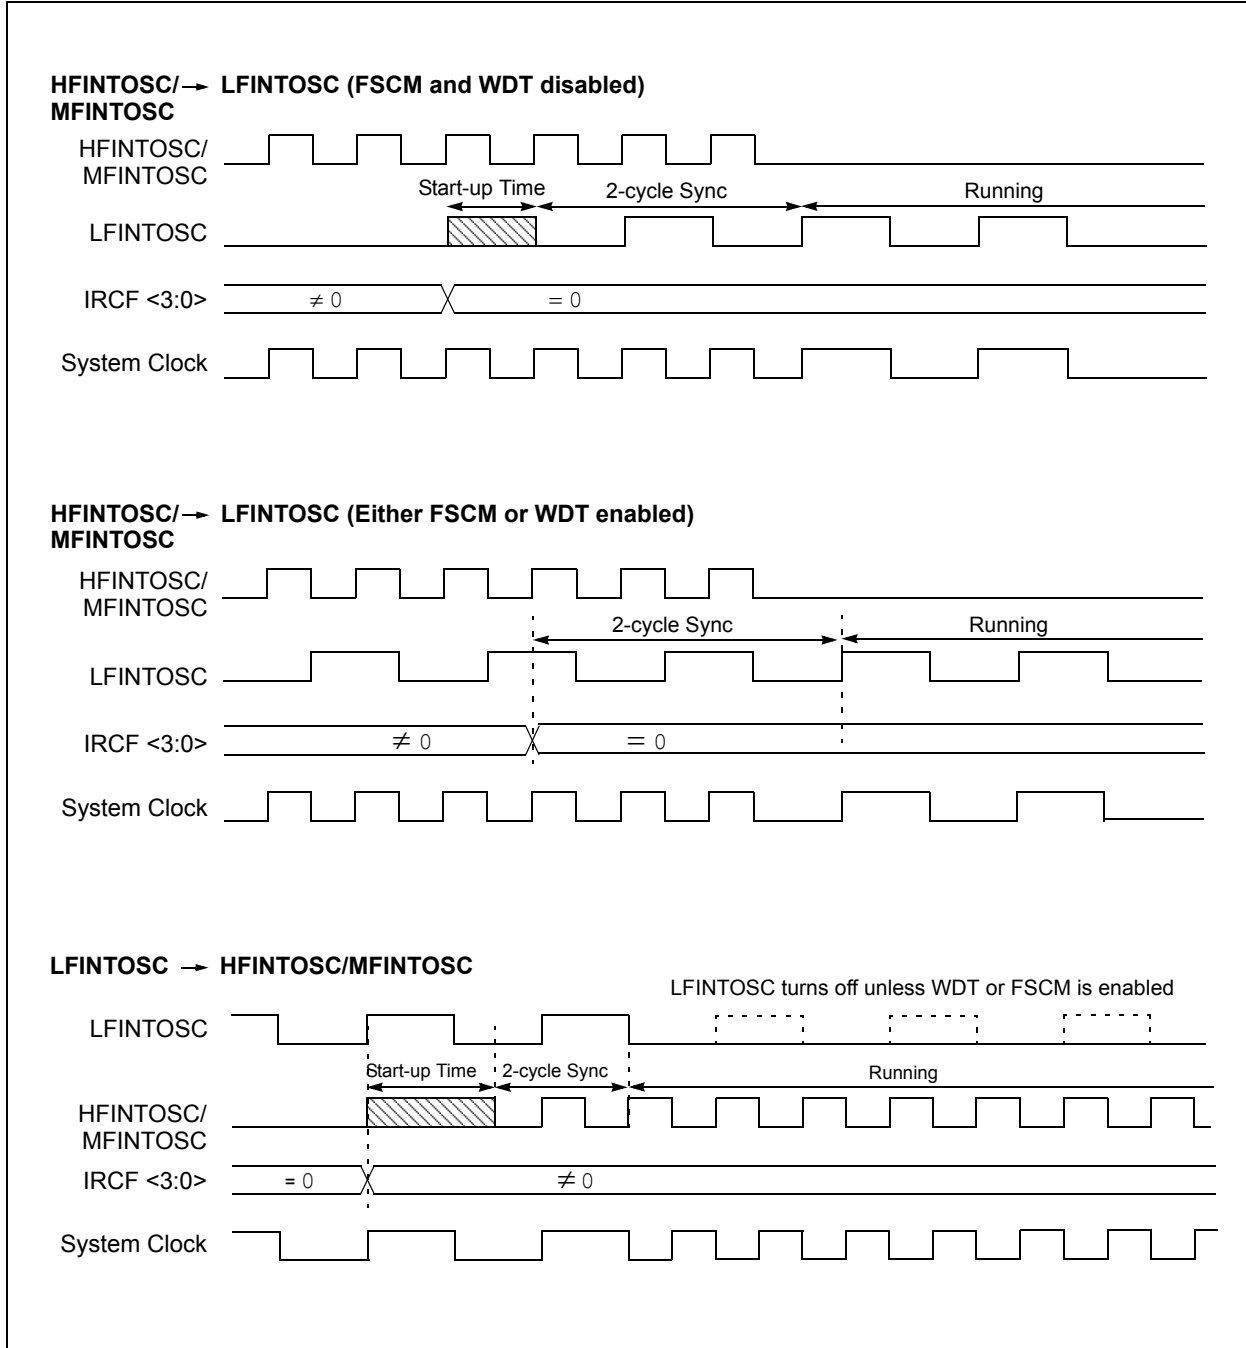 HFINTOSC/→ LFINTOSC (FSCM and WDT disabled)
MFINTOSC
HFINTOSC/
MFINTOSC
Start-up Time 2-cycle Sync Running
LFINTOSC
IRCF <3:0> ≠ 0 = 0
System Clock
HFINTOSC/→ LFINTOSC (Either FSCM or WDT enabled)
MFINTOSC
HFINTOSC/
MFINTOSC
2-cycle Sync Running
LFINTOSC
IRCF <3:0> ≠ 0 = 0
System Clock
LFINTOSC → HFINTOSC/MFINTOSC
LFINTOSC turns off unless WDT or FSCM is enabled
LFINTOSC
Start-up Time 2-cycle Sync Running
HFINTOSC/
MFINTOSC
IRCF <3:0> = 0 ≠ 0
System Clock